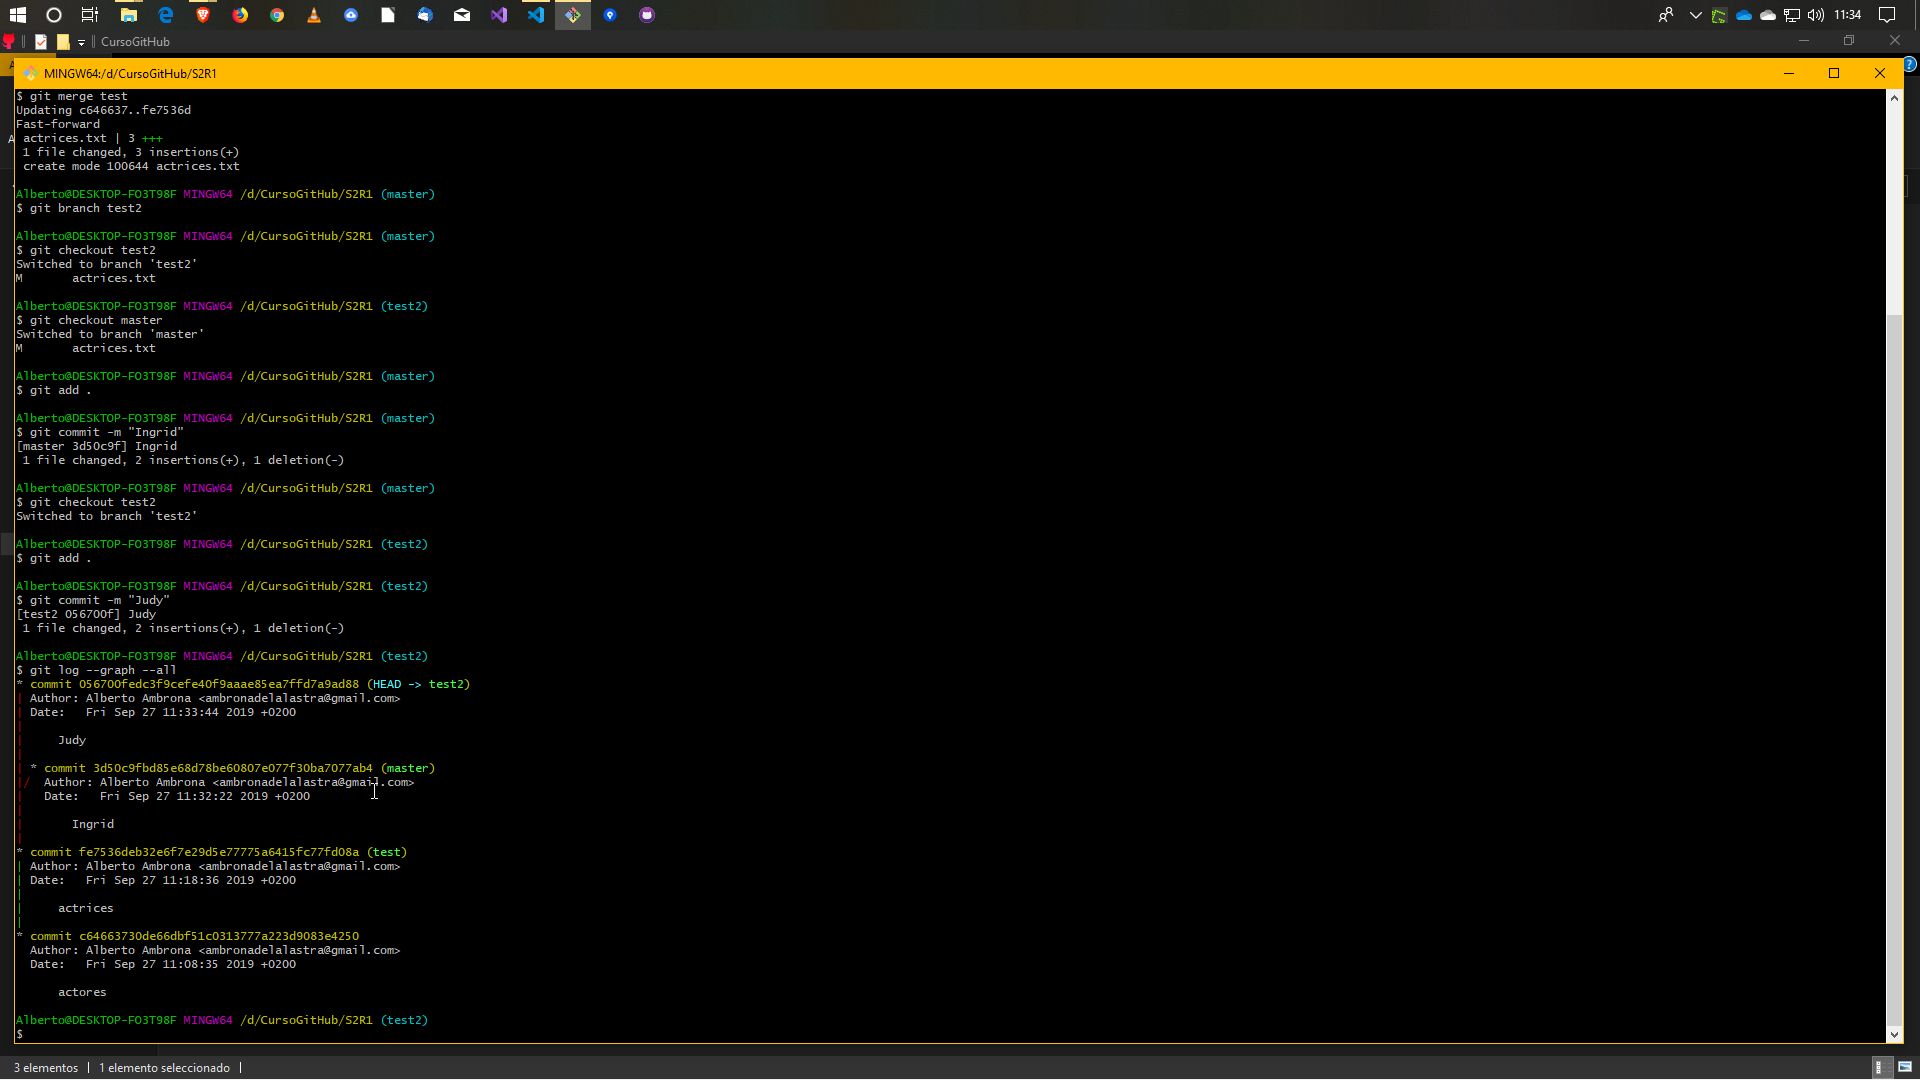 11:34
CursoGitHub
MINGW64:/d/CursoGitHub/S2R1
$ git merge test
Updating c646637..fe7536d
Fast-forward
 actrices.txt | 3 +++
 1 file changed, 3 insertions(+)
 create mode 100644 actrices.txt
Alberto@DESKTOP-FO3T98F MINGW64 /d/CursoGitHub/S2R1 (master)
$ git branch test2
Alberto@DESKTOP-FO3T98F MINGW64 /d/CursoGitHub/S2R1 (master)
$ git checkout test2
Switched to branch 'test2'
M       actrices.txt
Alberto@DESKTOP-FO3T98F MINGW64 /d/CursoGitHub/S2R1 (test2)
$ git checkout master
Switched to branch 'master'
M       actrices.txt
Alberto@DESKTOP-FO3T98F MINGW64 /d/CursoGitHub/S2R1 (master)
$ git add .
Alberto@DESKTOP-FO3T98F MINGW64 /d/CursoGitHub/S2R1 (master)
$ git commit -m "Ingrid"
[master 3d50c9f] Ingrid
 1 file changed, 2 insertions(+), 1 deletion(-)
Alberto@DESKTOP-FO3T98F MINGW64 /d/CursoGitHub/S2R1 (master)
$ git checkout test2
Switched to branch 'test2'
Alberto@DESKTOP-FO3T98F MINGW64 /d/CursoGitHub/S2R1 (test2)
$ git add .
Alberto@DESKTOP-FO3T98F MINGW64 /d/CursoGitHub/S2R1 (test2)
$ git commit -m "Judy"
[test2 056700f] Judy
 1 file changed, 2 insertions(+), 1 deletion(-)
Alberto@DESKTOP-FO3T98F MINGW64 /d/CursoGitHub/S2R1 (test2)
$ git log --graph --all
* commit 056700fedc3f9cefe40f9aaae85ea7ffd7a9ad88 (HEAD -> test2)
| Author: Alberto Ambrona <ambronadelalastra@gmail.com>
| Date:   Fri Sep 27 11:33:44 2019 +0200
|
|     Judy
|
| * commit 3d50c9fbd85e68d78be60807e077f30ba7077ab4 (master)
|/  Author: Alberto Ambrona <ambronadelalastra@gmail.com>
|   Date:   Fri Sep 27 11:32:22 2019 +0200
|
|       Ingrid
|
* commit fe7536deb32e6f7e29d5e77775a6415fc77fd08a (test)
| Author: Alberto Ambrona <ambronadelalastra@gmail.com>
| Date:   Fri Sep 27 11:18:36 2019 +0200
|
|     actrices
|
* commit c64663730de66dbf51c0313777a223d9083e4250
  Author: Alberto Ambrona <ambronadelalastra@gmail.com>
  Date:   Fri Sep 27 11:08:35 2019 +0200
      actores
Alberto@DESKTOP-FO3T98F MINGW64 /d/CursoGitHub/S2R1 (test2)
$
3 elementos | 1 elemento seleccionado |